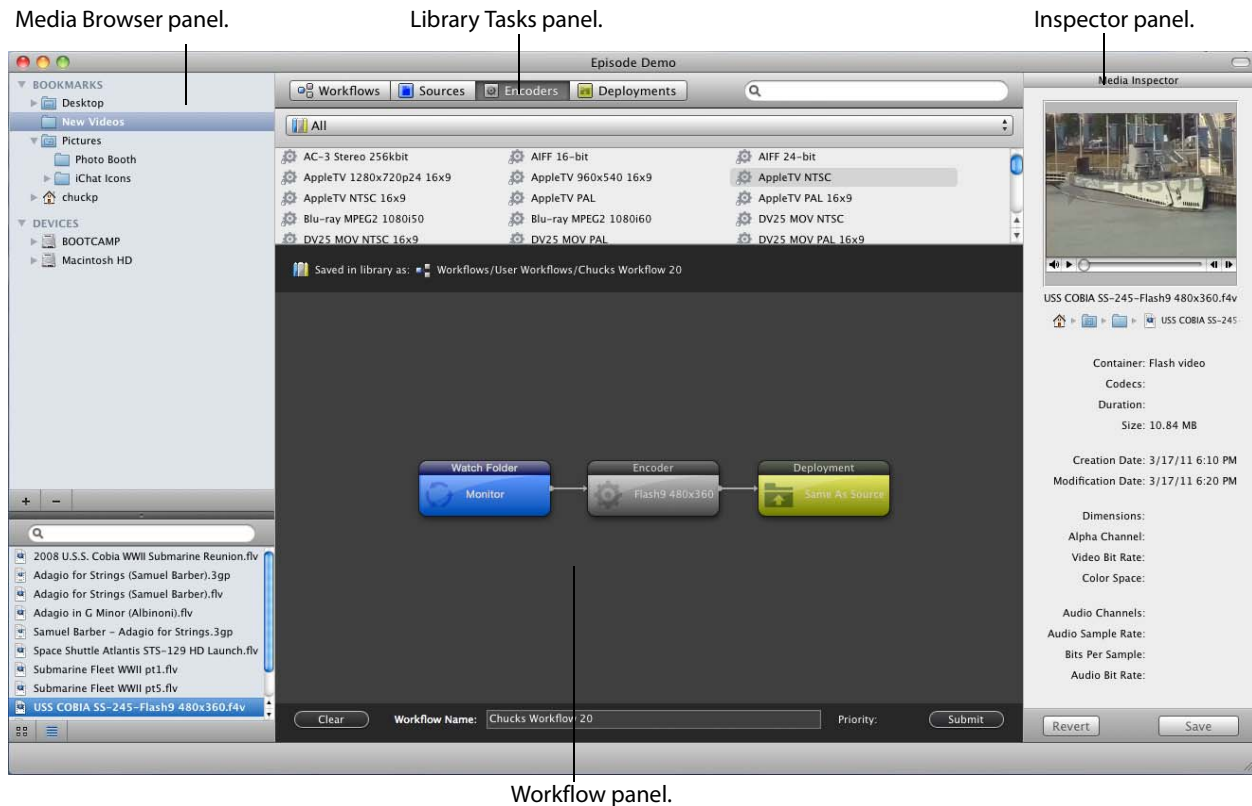 Media Browser panel.
Library Tasks panel.
Inspector panel.
Episode Demo
BOOKMARKS
Desktop
New Videos
Pictures
Photo Booth
iChat Icons
chuckp
DEVICES
BOOTCAMP
Macintosh HD
Workflows Sources Encoders Deployments
All
AC-3 Stereo 256kbit AIFF 16-bit AIFF 24-bit
AppleTV 1280x720p24 16x9 AppleTV 960x540 16x9 AppleTV NTSC
AppleTV NTSC 16x9 AppleTV PAL AppleTV PAL 16x9
Blu-ray MPEG2 1080i50 Blu-ray MPEG2 1080i60 DV25 MOV NTSC
DV25 MOV NTSC 16x9 DV25 MOV PAL DV25 MOV PAL 16x9
Saved in library as: Workflows/User Workflows/Chucks Workflow 20
Watch Folder
Monitor
Encoder
Flash9 480x360
Deployment
Same As Source
+ -
2008 U.S.S. Cobia WWII Submarine Reunion.flv
Adagio for Strings (Samuel Barber).3gp
Adagio for Strings (Samuel Barber).flv
Adagio in G Minor (Albinoni).flv
Samuel Barber - Adagio for Strings.3gp
Space Shuttle Atlantis STS-129 HD Launch.flv
Submarine Fleet WWII pt1.flv
Submarine Fleet WWII pt5.flv
USS COBIA SS-245-Flash9 480x360.f4v
Clear Workflow Name: Chucks Workflow 20 Priority: Submit
Media Inspector
EPISOD
USS COBIA SS-245-Flash9 480x360.f4v
USS COBIA SS-245-
Container: Flash video
Codecs:
Duration:
Size: 10.84 MB
Creation Date: 3/17/11 6:10 PM
Modification Date: 3/17/11 6:20 PM
Dimensions:
Alpha Channel:
Video Bit Rate:
Color Space:
Audio Channels:
Audio Sample Rate:
Bits Per Sample:
Audio Bit Rate:
Revert Save
Workflow panel.